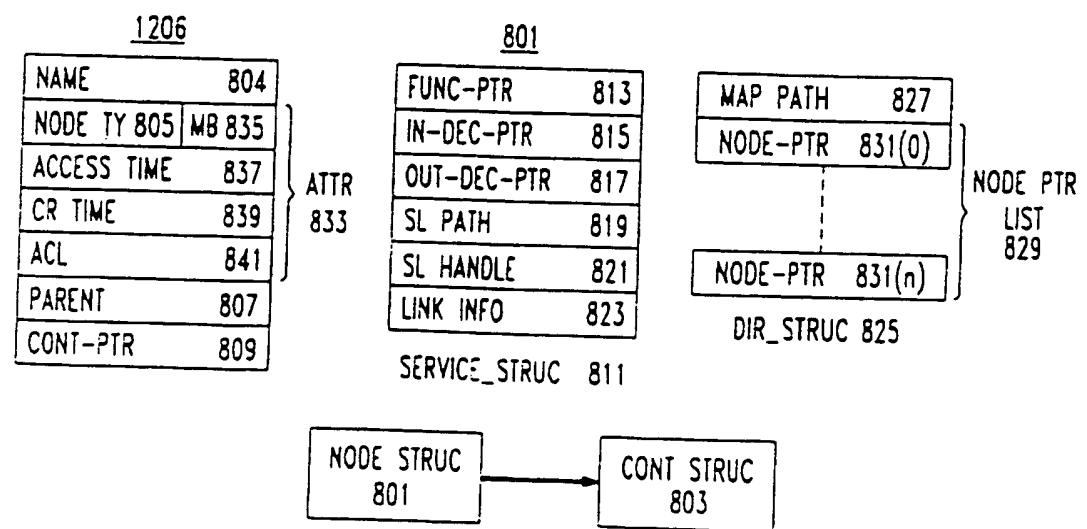 1206
NAME 804
NODE TY 805 MB 835
ACCESS TIME 837
CR TIME 839
ACL 841
PARENT 807
CONT-PTR 809
ATTR
833
801
FUNC-PTR 813
IN-DEC-PTR 815
OUT-DEC-PTR 817
SL PATH 819
SL HANDLE 821
LINK INFO 823
SERVICE_STRUC 811
MAP PATH 827
NODE-PTR 831(0)
NODE-PTR 831(n)
NODE PTR
LIST
829
DIR_STRUC 825
NODE STRUC
801
CONT STRUC
803